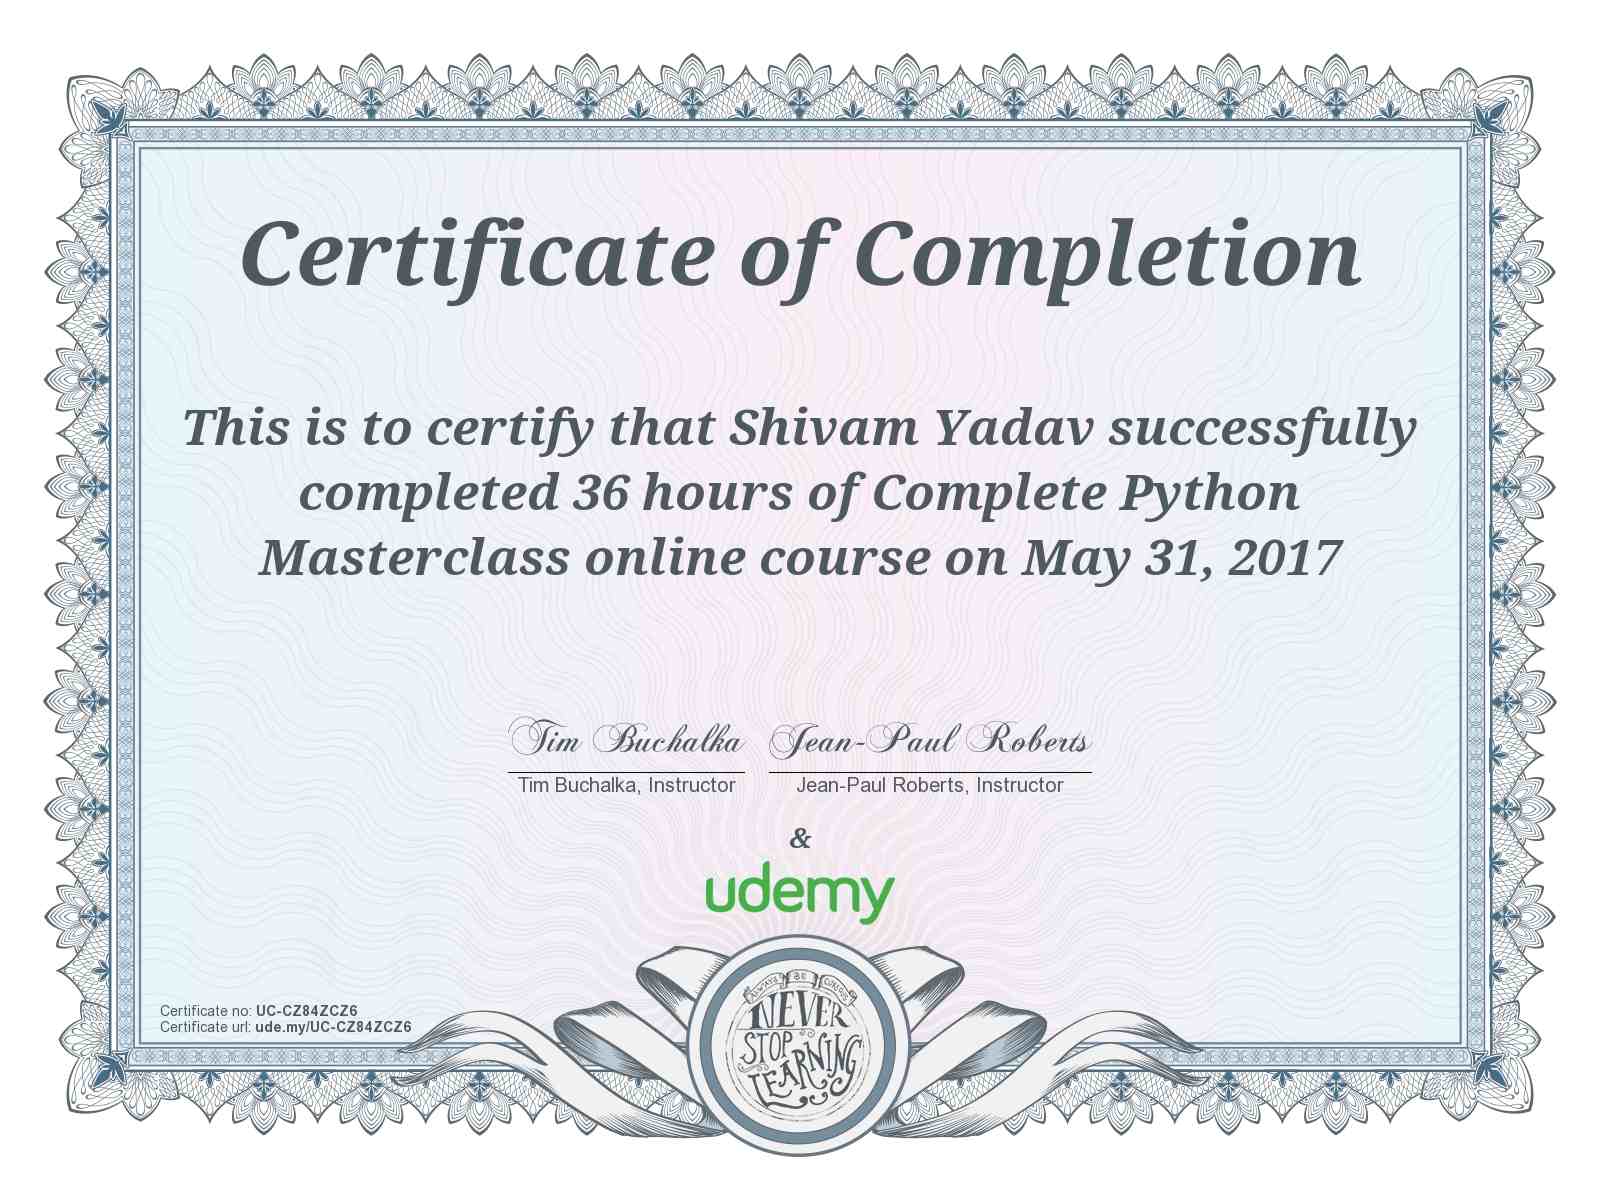 Certificate of Completion
This is to certify that Shivam Yadav successfully
completed 36 hours of Complete Python
Masterclass online course on May 31, 2017
Tim Buchalka Jean-Paul Roberts
Tim Buchalka, Instructor Jean-Paul Roberts, Instructor
&
udemy
Certificate no: UC-CZ84ZCZ6
Certificate url: ude.my/UC-CZ84ZCZ6
ALWAYS BE CURIOUS
NEVER
STOP
LEARNING